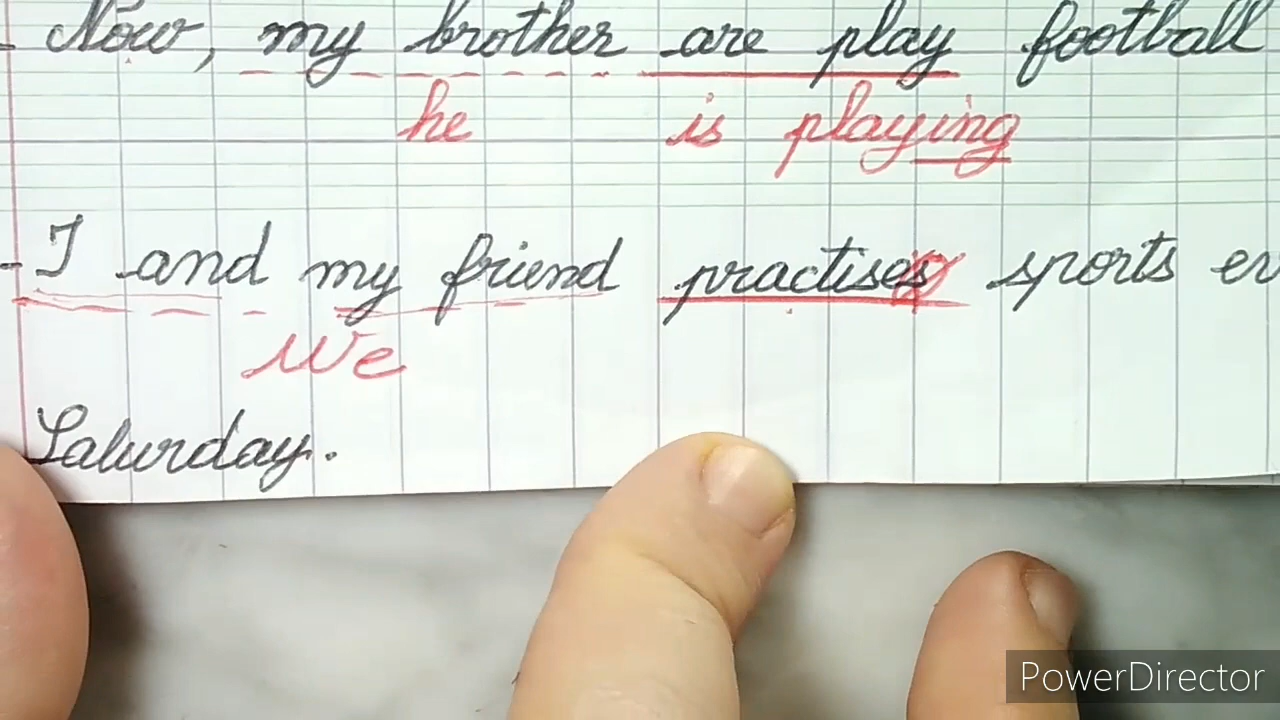 - Now, my brother are play football
he is playing
- I and my friend practises sports
we
Saturday.
PowerDirector